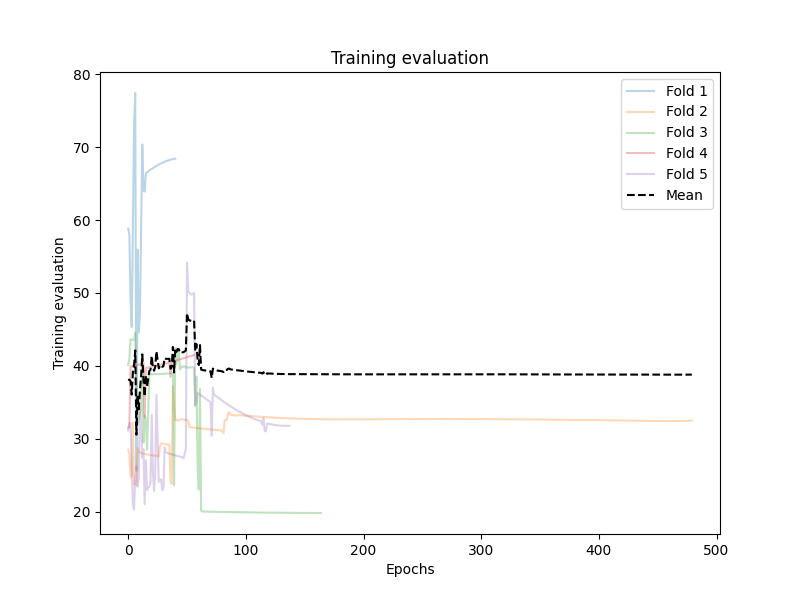 Training evaluation
80
70
60
50
40
30
20
Training evaluation
0
100
200
300
400
500
Epochs
Fold 1
Fold 2
Fold 3
Fold 4
Fold 5
Mean